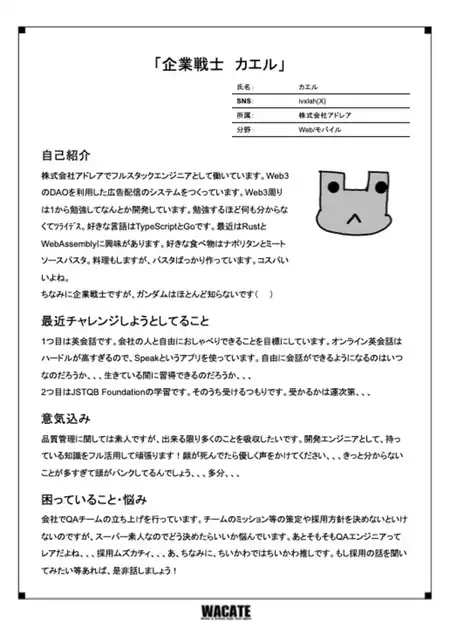 「企業戦士　カエル」
氏名： カエル
SNS: ivxlah(X)
所属： 株式会社アドレア
分野： Web/モバイル
自己紹介
株式会社アドレアでフルスタックエンジニアとして働いています。Web3
のDAOを利用した広告配信のシステムをつくっています。Web3周り
は1から勉強してなんとか開発しています。勉強するほど何も分からな
くてﾂﾗｲﾃﾞｽ。好きな言語はTypeScriptとGoです。最近はRustと
WebAssemblyに興味があります。好きな食べ物はナポリタンとミート
ソースパスタ。料理もしますが、パスタばっかり作っています。コスパい
いよね。
ちなみに企業戦士ですが、ガンダムはほとんど知らないです（　）
最近チャレンジしようとしてること
1つ目は英会話です。会社の人と自由におしゃべりできることを目標にしています。オンライン英会話は
ハードルが高すぎるので、Speakというアプリを使っています。自由に会話ができるようになるのはいつ
なのだろうか、、、生きている間に習得できるのだろうか、、、
2つ目はJSTQB Foundationの学習です。そのうち受けるつもりです。受かるかは運次第、、、
意気込み
品質管理に関しては素人ですが、出来る限り多くのことを吸収したいです。開発エンジニアとして、持っ
ている知識をフル活用して頑張ります！顔が死んでたら優しく声をかけてください、、、きっと分からない
ことが多すぎて頭がパンクしてるんでしょう、、、多分、、、
困っていること・悩み
会社でQAチームの立ち上げを行っています。チームのミッション等の策定や採用方針を決めないといけ
ないのですが、スーパー素人なのでどう決めたらいいか悩んでいます。あとそもそもQAエンジニアって
レアだよね、、、採用ムズカチィ、、、あ、ちなみに、ちいかわではちいかわ推しです。もし採用の話を聞い
てみたい等あれば、是非話しましょう！
WACATE